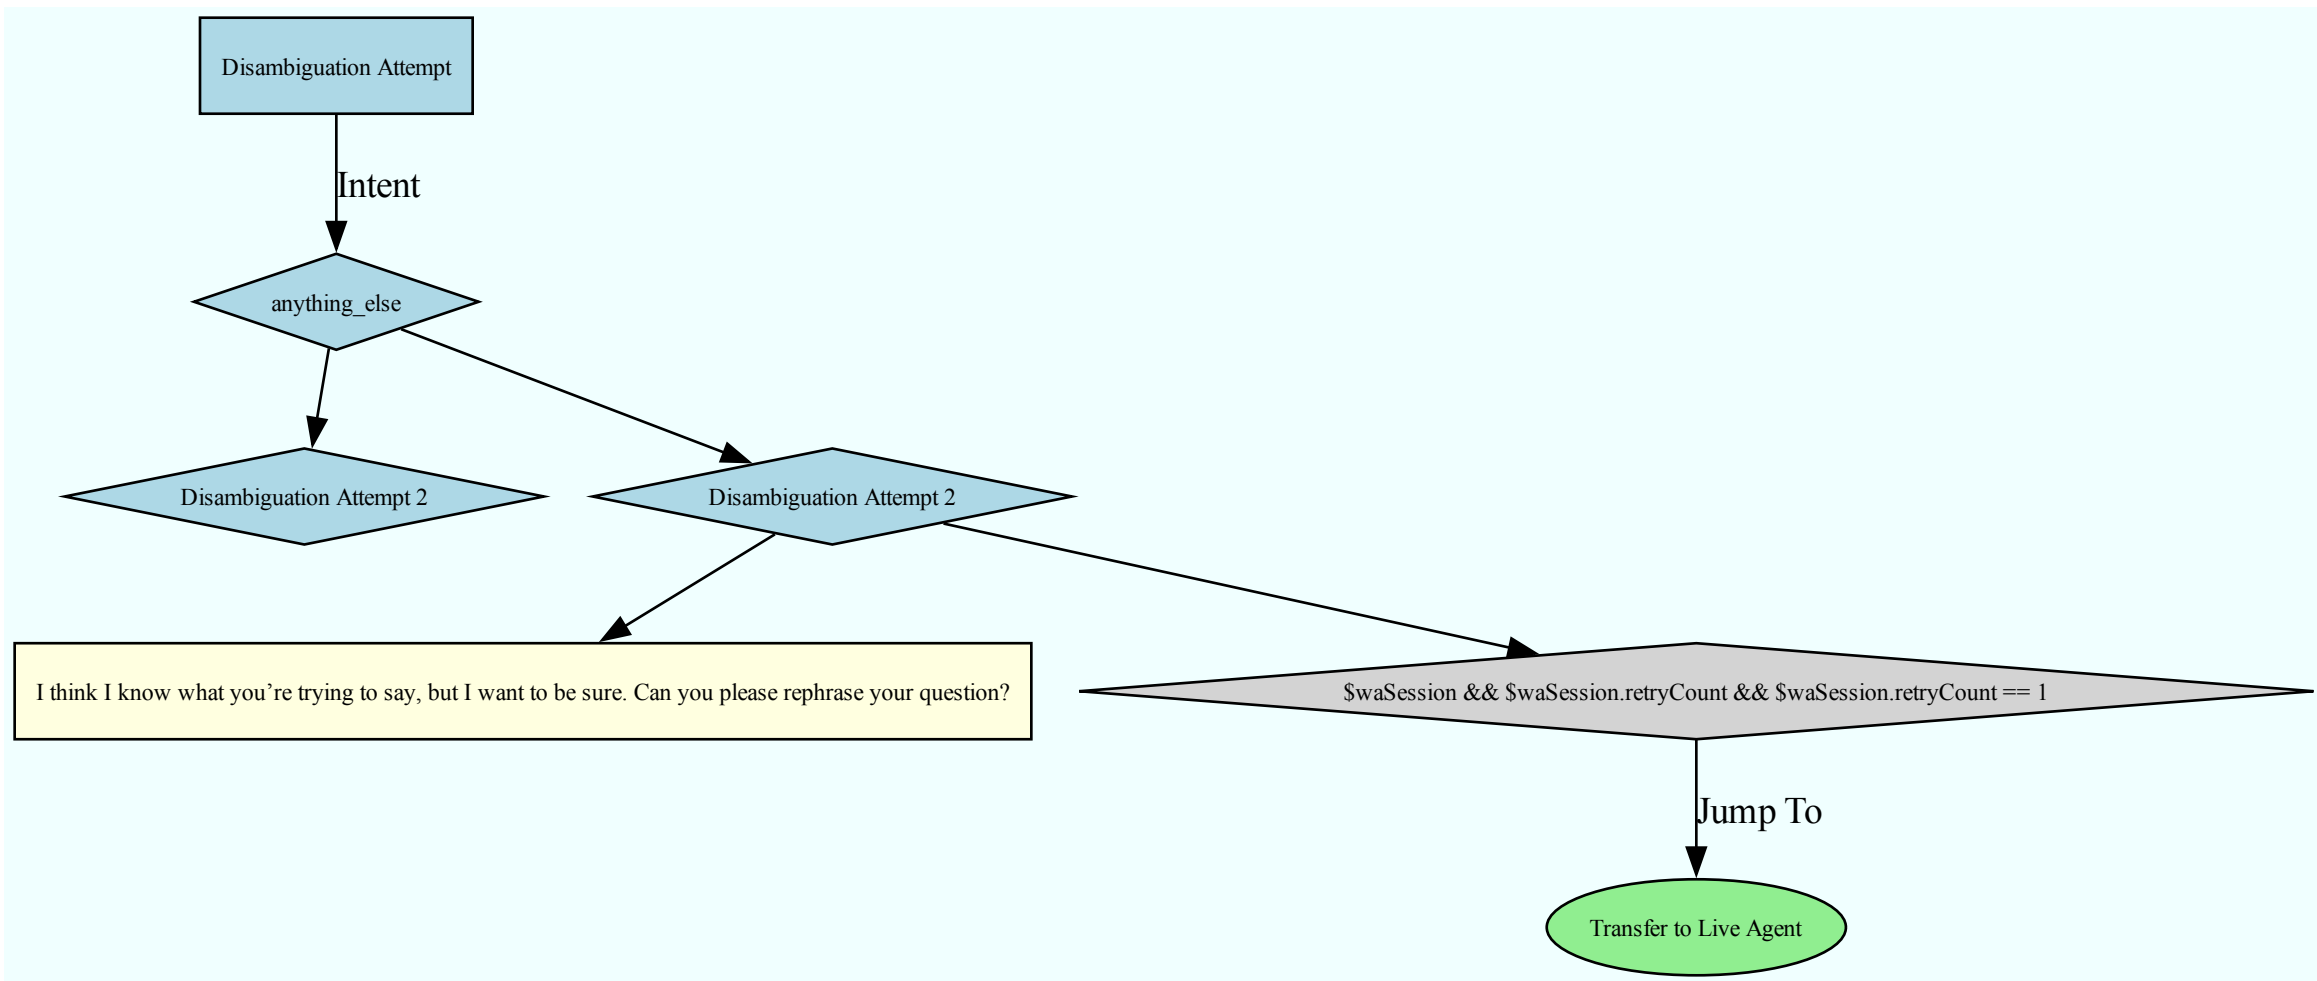 Disambiguation Attempt
Intent
anything_else
Disambiguation Attempt 2
Disambiguation Attempt 2
I think I know what you’re trying to say, but I want to be sure. Can you please rephrase your question?
$waSession && $waSession.retryCount && $waSession.retryCount == 1
Jump To
Transfer to Live Agent